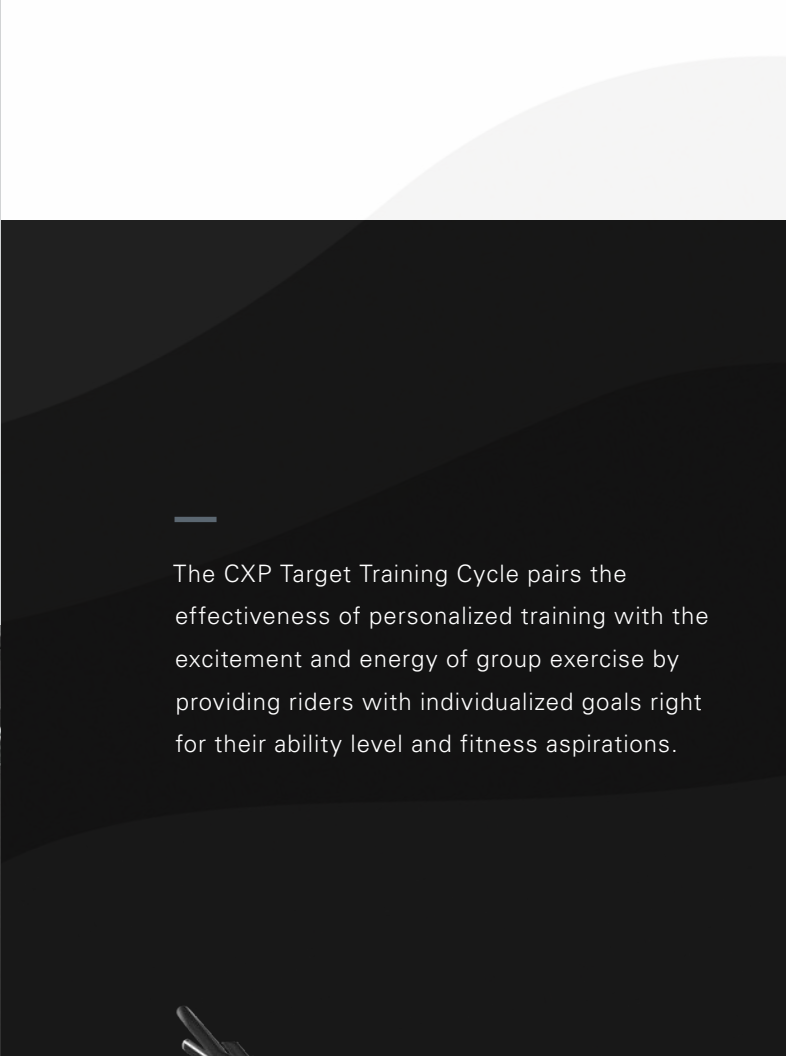 The CXP Target Training Cycle pairs the
effectiveness of personalized training with the
excitement and energy of group exercise by
providing riders with individualized goals right
for their ability level and fitness aspirations.